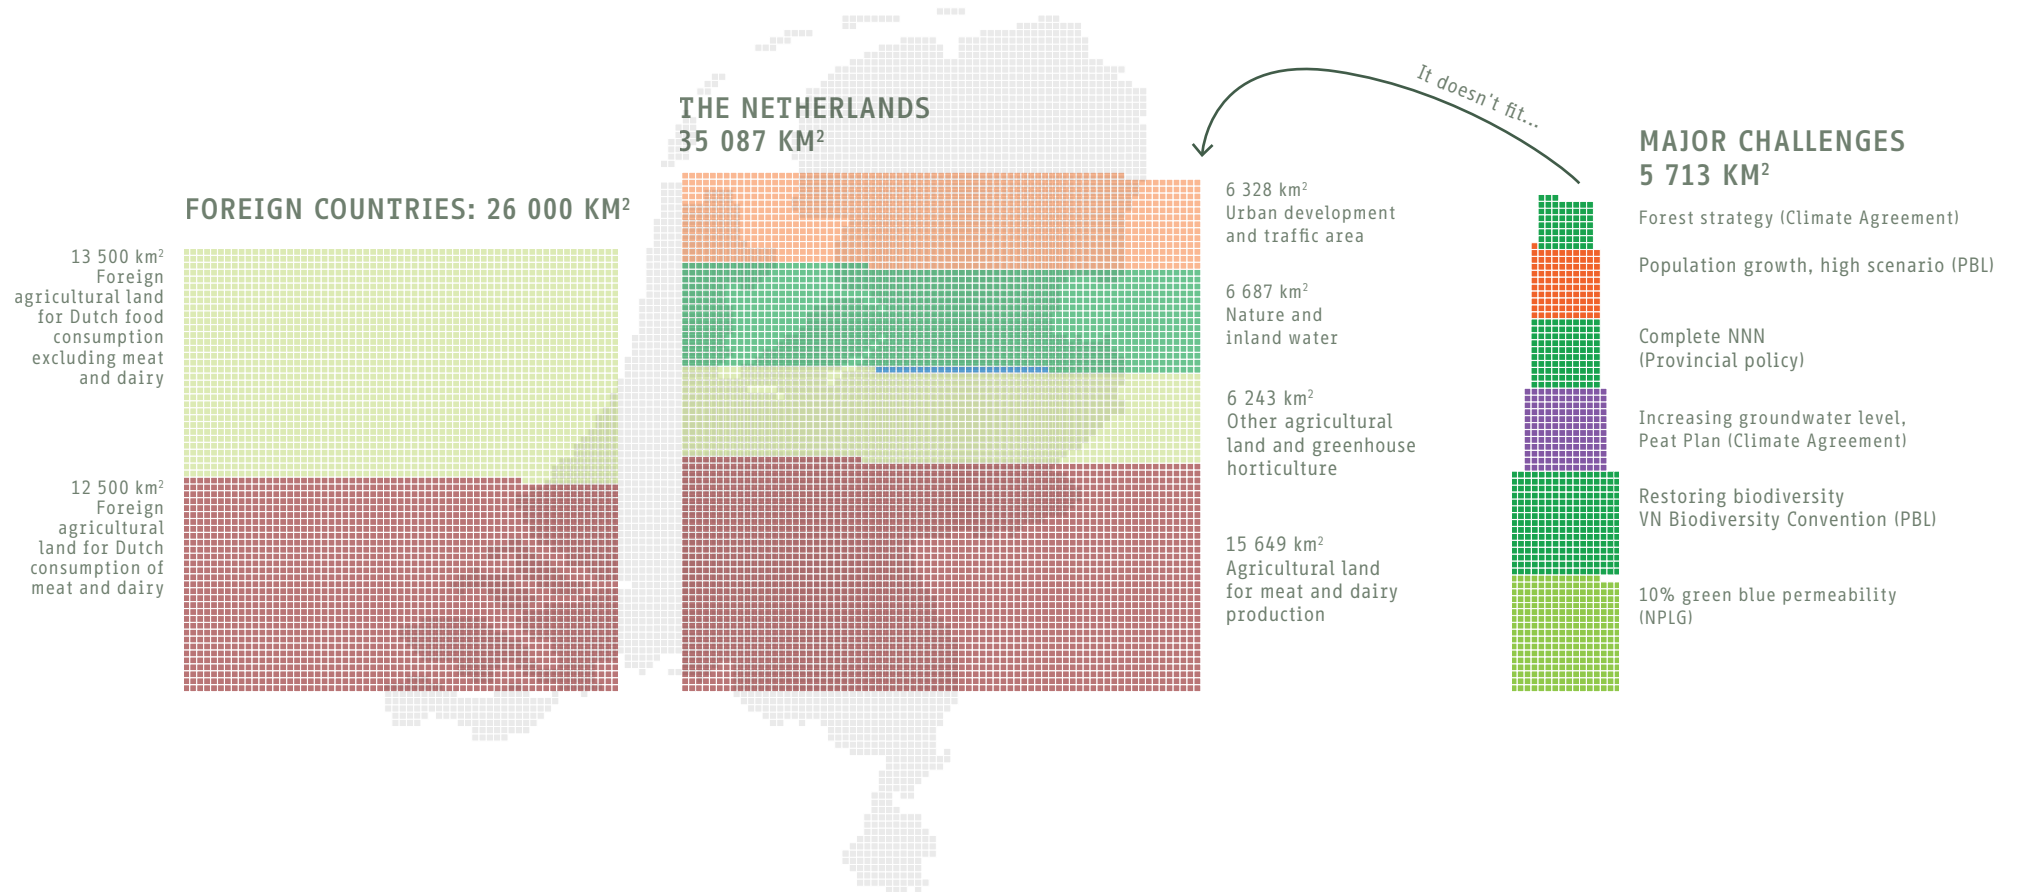 FOREIGN COUNTRIES: 26 000 KM²
13 500 km²
Foreign
agricultural land
for Dutch food
consumption
excluding meat
and dairy
12 500 km²
Foreign
agricultural
land for Dutch
consumption of
meat and dairy
THE NETHERLANDS
35 087 KM²
6 328 km²
Urban development
and traffic area
6 687 km²
Nature and
inland water
6 243 km²
Other agricultural
land and greenhouse
horticulture
15 649 km²
Agricultural land
for meat and dairy
production
It doesn't fit...
MAJOR CHALLENGES
5 713 KM²
Forest strategy (Climate Agreement)
Population growth, high scenario (PBL)
Complete NNN
(Provincial policy)
Increasing groundwater level,
Peat Plan (Climate Agreement)
Restoring biodiversity
VN Biodiversity Convention (PBL)
10% green blue permeability
(NPLG)